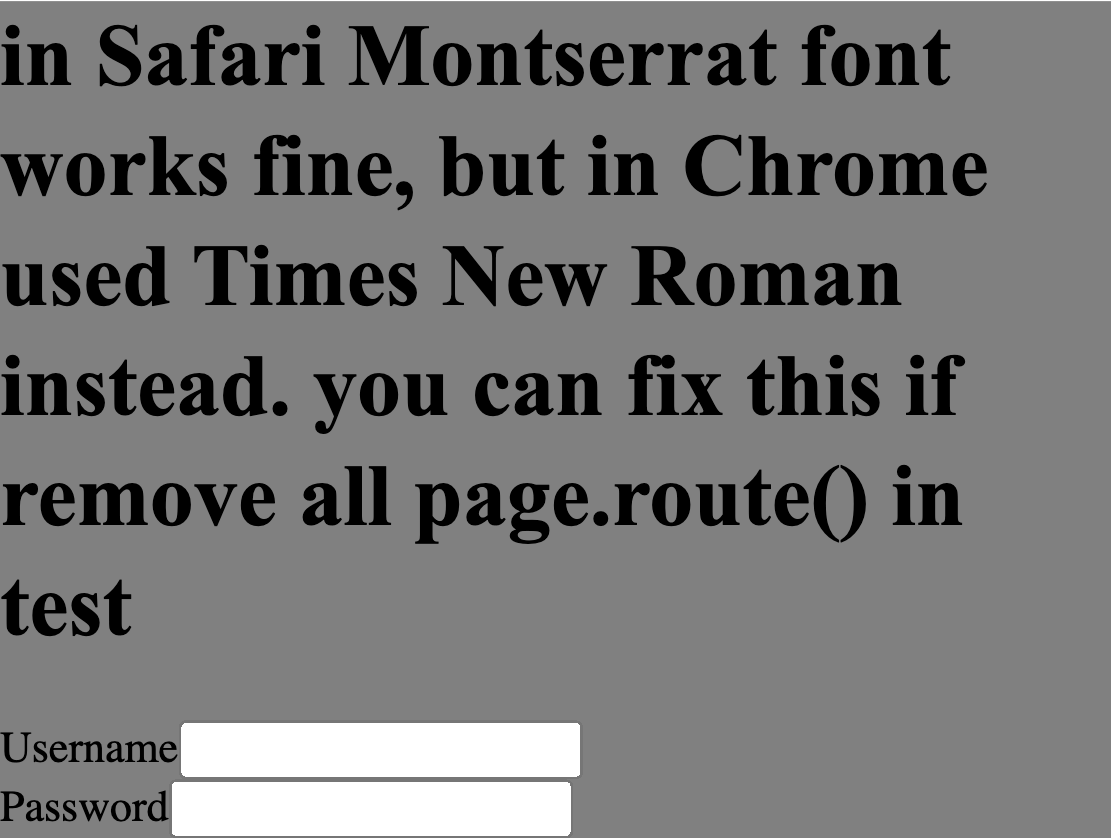 in Safari Montserrat font
works fine, but in Chrome
used Times New Roman
instead. you can fix this if
remove all page.route() in
test
Username
Password